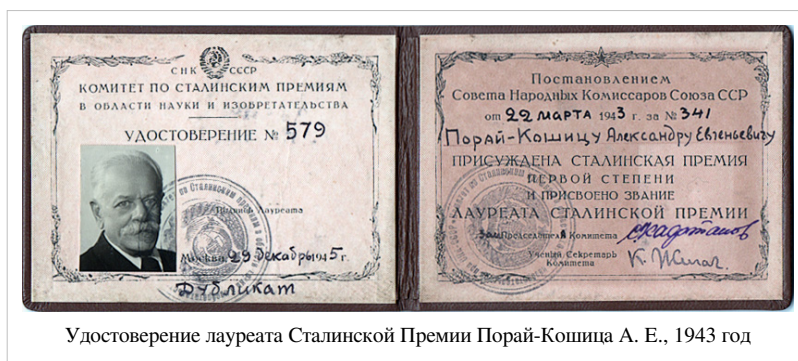 СНК СССР
КОМИТЕТ ПО СТАЛИНСКИМ ПРЕМИЯМ
В ОБЛАСТИ НАУКИ И ИЗОБРЕТАТЕЛЬСТВА
УДОСТОВЕРЕНИЕ № 579
Подпись Лауреата
Москва 29 декабря 1945 г.
Дубликат
Постановлением
Совета Народных Комиссаров Союза ССР
от 22 марта 1943 г. за № 341
Порай-Кошицу Александру Евгеньевичу
ПРИСУЖДЕНА СТАЛИНСКАЯ ПРЕМИЯ
ПЕРВОЙ СТЕПЕНИ
И ПРИСВОЕНО ЗВАНИЕ
ЛАУРЕАТА СТАЛИНСКОЙ ПРЕМИИ
Зам Председателя Комитета
Ученый Секретарь
Комитета
Удостоверение лауреата Сталинской Премии Порай-Кошица А. Е., 1943 год